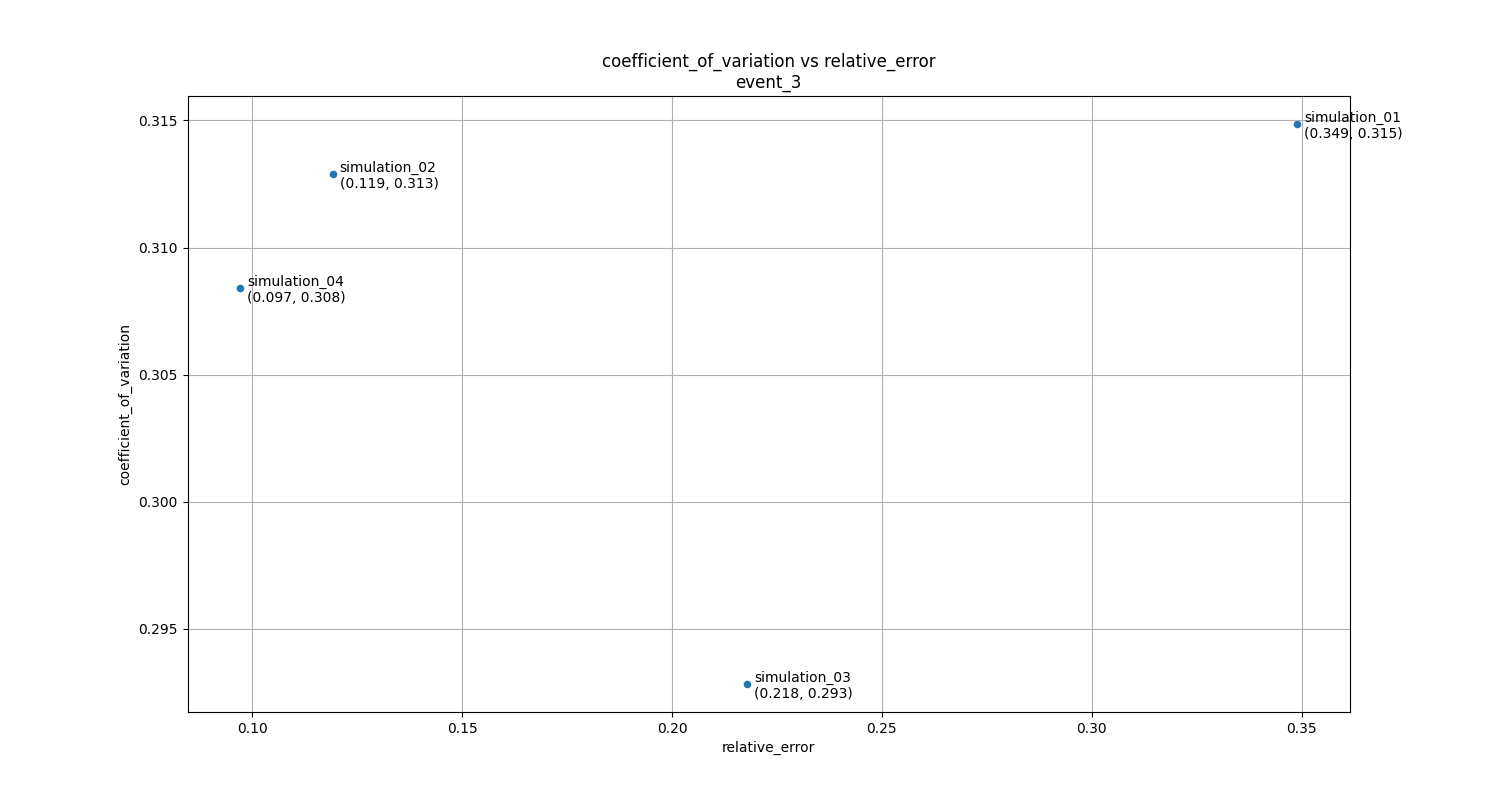 coefficient_of_variation vs relative_error
event_3
0.315
simulation_01
(0.349, 0.315)
simulation_02
(0.119, 0.313)
0.310
simulation_04
(0.097, 0.308)
0.305
coefficient_of_variation
0.300
0.295
simulation_03
(0.218, 0.293)
0.10
0.15
0.20
0.25
0.30
0.35
relative_error